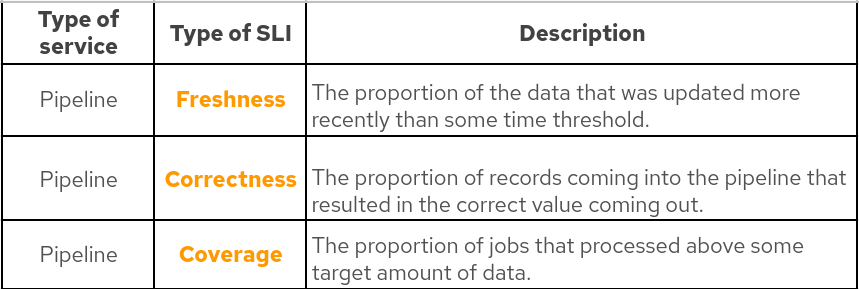 Type of service Type of SLI Description
Pipeline Freshness The proportion of the data that was updated more
recently than some time threshold.
Pipeline Correctness The proportion of records coming into the pipeline that
resulted in the correct value coming out.
Pipeline Coverage The proportion of jobs that processed above some
target amount of data.